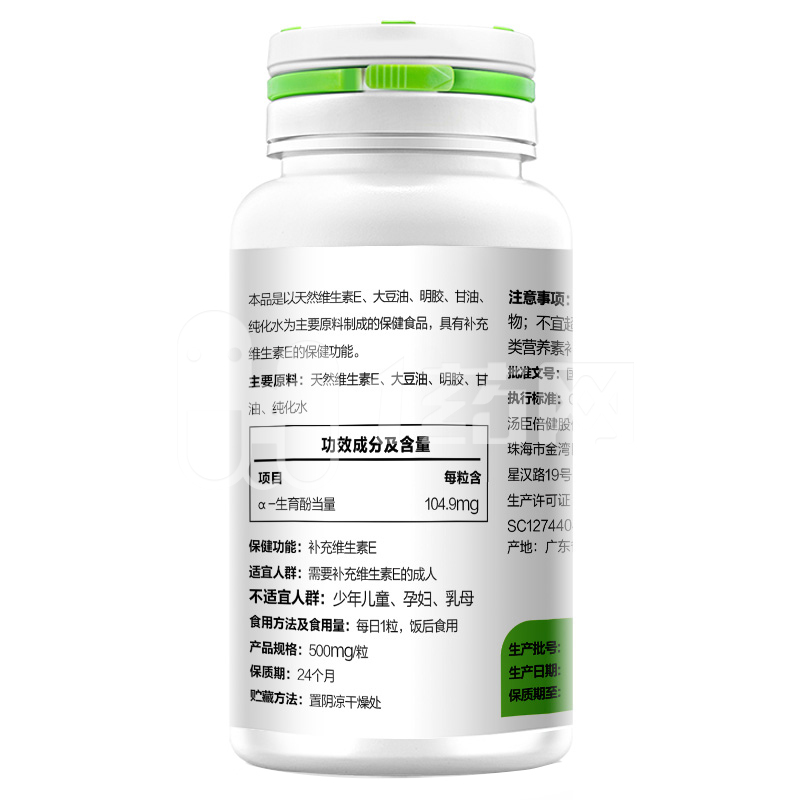 本品是以天然维生素E、大豆油、明胶、甘油、
纯化水为主要原料制成的保健食品，具有补充
维生素E的保健功能。
主要原料：天然维生素E、大豆油、明胶、甘
油、纯化水
功效成分及含量
项目 每粒含
α-生育酚当量 104.9mg
保健功能：补充维生素E
适宜人群：需要补充维生素E的成人
不适宜人群：少年儿童、孕妇、乳母
食用方法及食用量：每日1粒，饭后食用
产品规格：500mg/粒
保质期：24个月
贮藏方法：置阴凉干燥处
注意事项：
物；不宜超
类营养素补
批准文号：国
执行标准：
汤臣倍健股份
珠海市金湾
星汉路19号
生产许可证
SC1274404
产地：广东
生产批号：
生产日期：
保质期至：